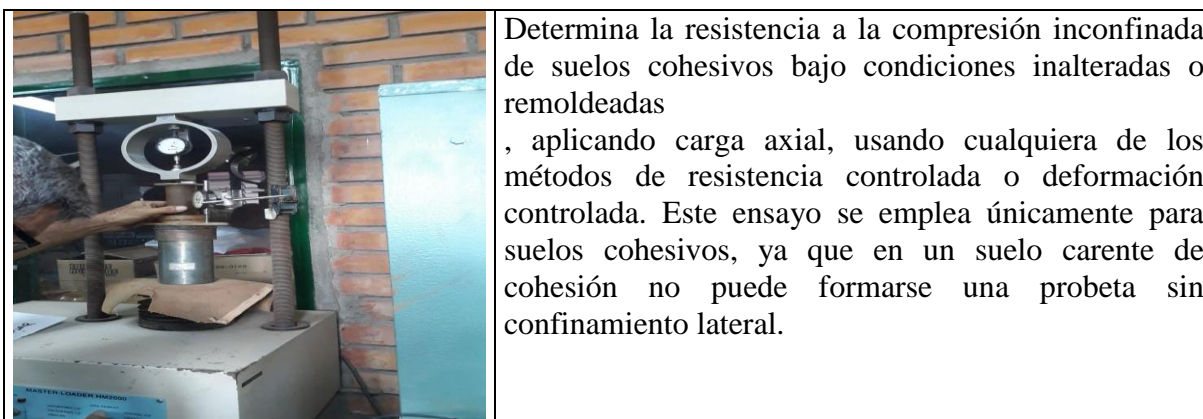 Determina la resistencia a la compresión inconfinada
de suelos cohesivos bajo condiciones inalteradas o
remoldeadas
, aplicando carga axial, usando cualquiera de los
métodos de resistencia controlada o deformación
controlada. Este ensayo se emplea únicamente para
suelos cohesivos, ya que en un suelo carente de
cohesión no puede formarse una probeta sin
confinamiento lateral.
MASTER-LOADER HM2000